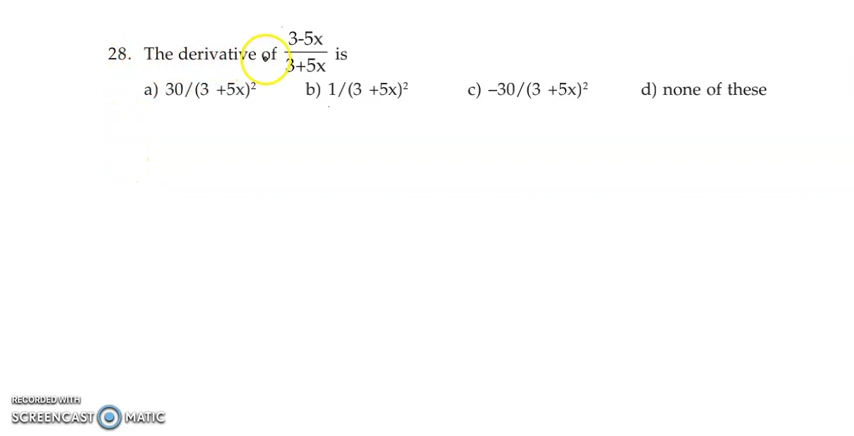 28. The derivative of 3-5x/3+5x is
a) 30/(3 +5x)² b) 1/(3 +5x)² c) –30/(3 +5x)² d) none of these
RECORDED WITH
SCREENCAST MATIC